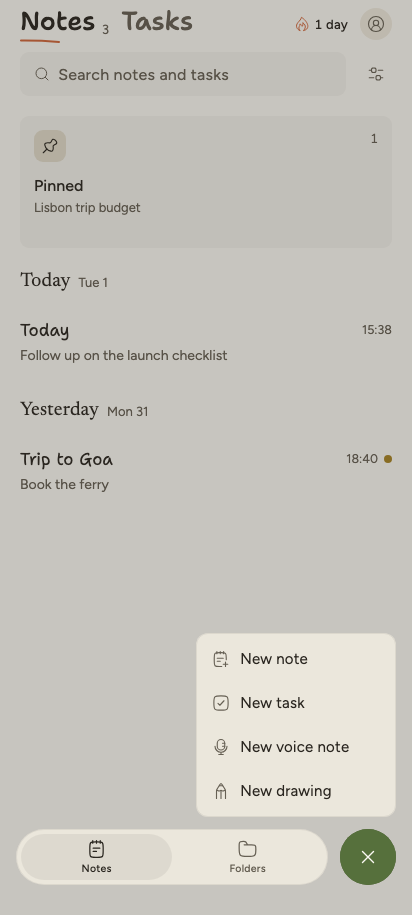 Notes 3 Tasks
1 day
Search notes and tasks
1
Pinned
Lisbon trip budget
Today Tue 1
Today 15:38
Follow up on the launch checklist
Yesterday Mon 31
Trip to Goa 18:40
Book the ferry
New note
New task
New voice note
New drawing
Notes Folders